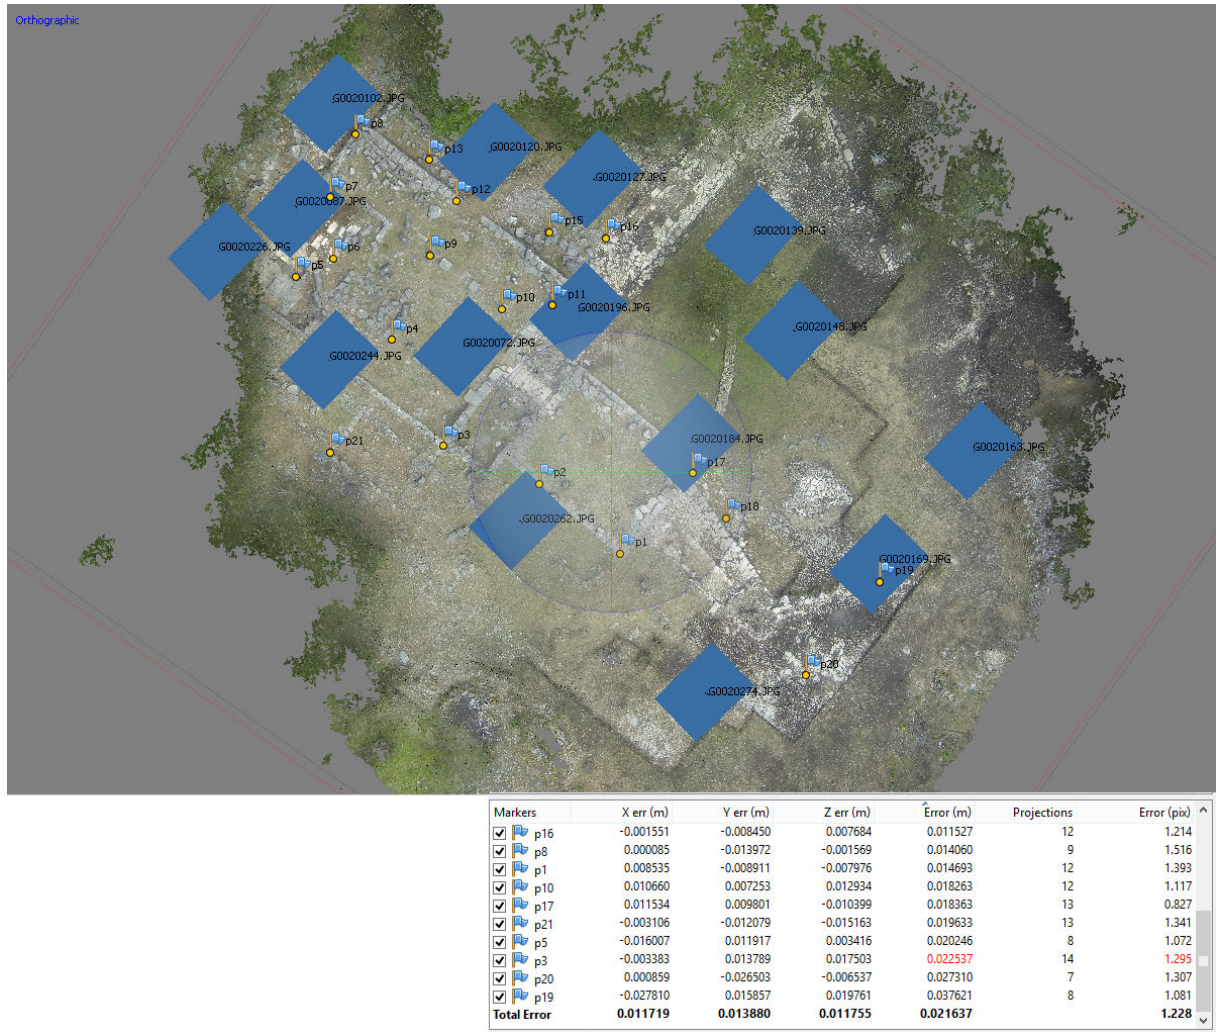 Orthographic
G0020102.JPG
p8
p13
G0020120.JPG
p7
G0020087.JPG
p12
G0020127.JPG
p15
p16
G0020139.JPG
G0020226.JPG
p6
p9
p5
p10
p11
G0020196.JPG
p4
G0020148.JPG
G0020244.JPG
G0020072.JPG
p21
p3
G0020184.JPG
G0020163.JPG
p17
p2
p18
G0020262.JPG
p1
G0020169.JPG
p19
p20
G0020274.JPG
Markers X err (m) Y err (m) Z err (m) Error (m) Projections Error (pix)
p16 -0.001551 -0.008450 0.007684 0.011527 12 1.214
p8 0.000085 -0.013972 -0.001569 0.014060 9 1.516
p1 0.008535 -0.008911 -0.007976 0.014693 12 1.393
p10 0.010660 0.007253 0.012934 0.018263 12 1.117
p17 0.011534 0.009801 -0.010399 0.018363 13 0.827
p21 -0.003106 -0.012079 -0.015163 0.019633 13 1.341
p5 -0.016007 0.011917 0.003416 0.020246 8 1.072
p3 -0.003383 0.013789 0.017503 0.022537 14 1.295
p20 0.000859 -0.026503 -0.006537 0.027310 7 1.307
p19 -0.027810 0.015857 0.019761 0.037621 8 1.081
Total Error 0.011719 0.013880 0.011755 0.021637 1.228